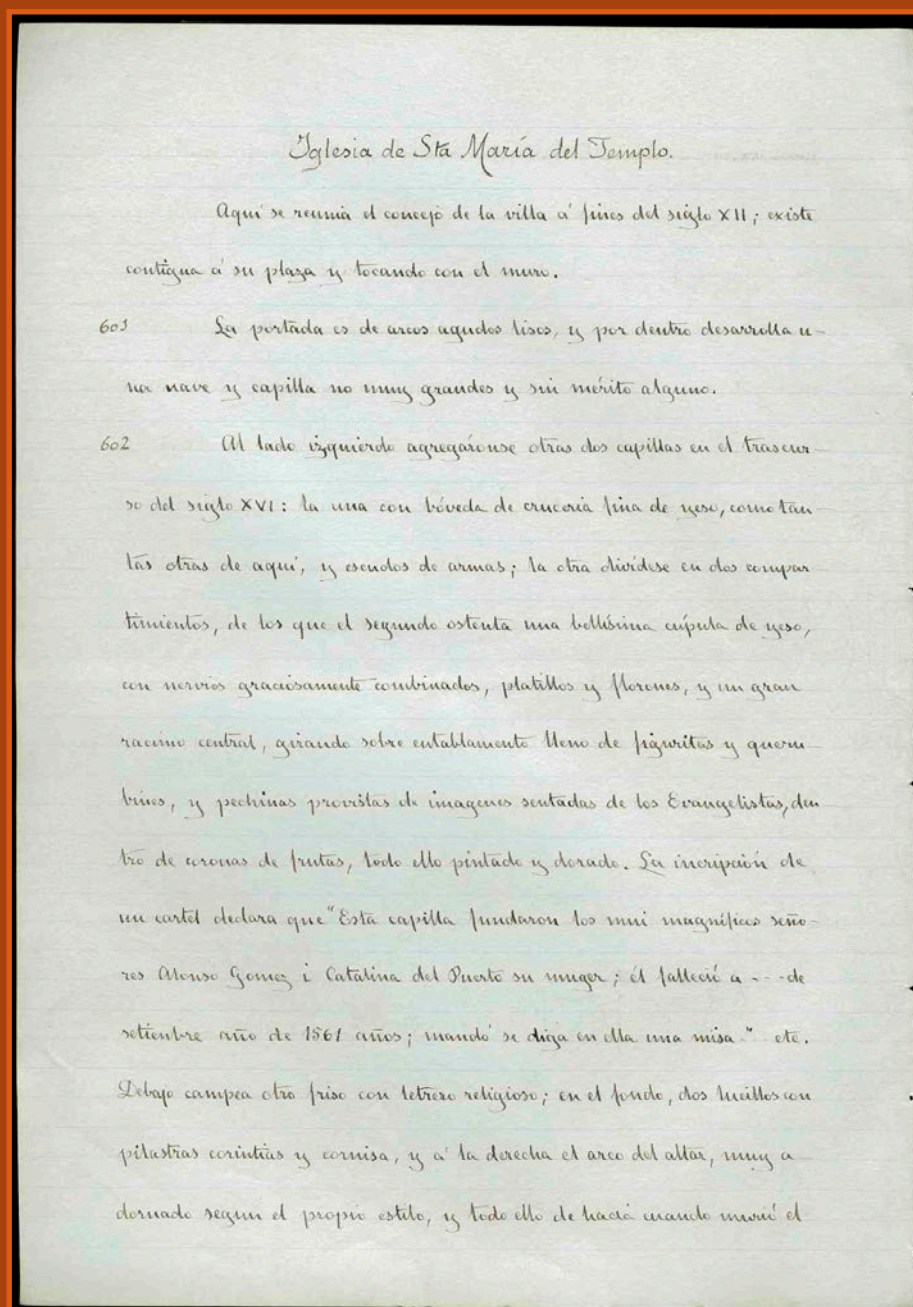 Iglesia de Sta María del Templo.
Aquí se reunía el concejo de la villa á fines del siglo XII; existe
contigua á su plaza y tocando con el muro.
601 La portada es de arcos agudos lisos, y por dentro desarrolla u-
na nave y capilla no muy grandes y sin mérito alguno.
602 Al lado izquierdo agregáronse otras dos capillas en el trascur-
so del siglo XVI: la una con bóveda de crucería fina de yeso, como tan-
tas otras de aquí, y escudos de armas; la otra divídese en dos compar
timientos, de los que el segundo ostenta una bellísima cúpula de yeso,
con nervios graciosamente combinados, platillos y florones, y un gran
racimo central, girando sobre entablamento lleno de figuritas y queru-
bines, y pechinas provistas de imagenes sentadas de los Evangelistas, den
tro de coronas de frutas, todo ello pintado y dorado. La incripción de
un cartel declara que "Esta capilla fundaron los mui magníficos seño-
res Alonso Gomez i Catalina del Puerto su muger; él falleció a --- de
setienbre año de 1561 años; mandó se diga en ella una misa" etc.
Debajo campea otro friso con letrero religioso; en el fondo, dos lucillos con
pilastras corintias y cornisa, y á la derecha el arco del altar, muy a-
dornado segun el propio estilo, y todo ello de hacia cuando murió el